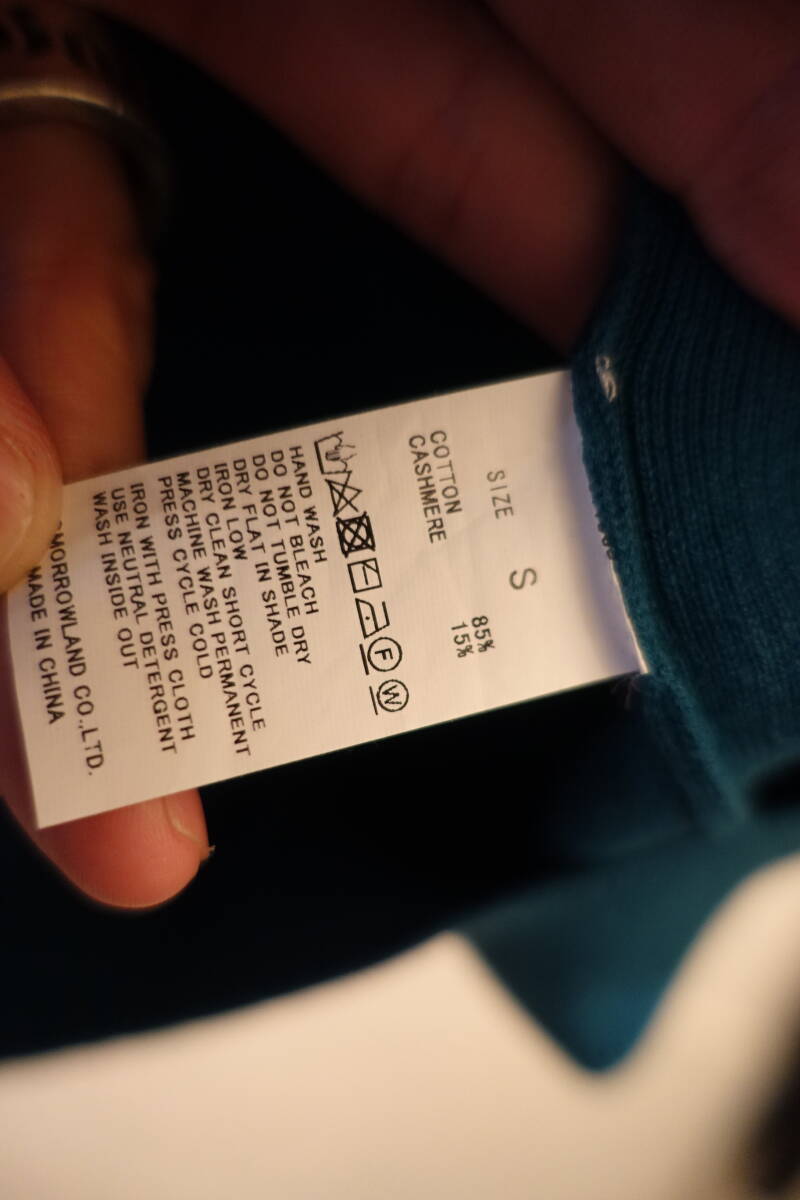 SIZE S
COTTON 85%
CASHMERE 15%
F W
HAND WASH
DO NOT BLEACH
DO NOT TUMBLE DRY
DRY FLAT IN SHADE
IRON LOW
DRY CLEAN SHORT CYCLE
MACHINE WASH PERMANENT
PRESS CYCLE COLD
IRON WITH PRESS CLOTH
USE NEUTRAL DETERGENT
WASH INSIDE OUT
MORROWLAND CO.,LTD.
MADE IN CHINA